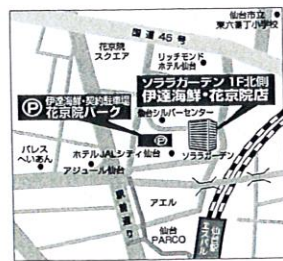 仙台市立
東六番丁小学校
国道45号
花京院
スクエア
リッチモンド
ホテル仙台
ソララガーデン 1F北側
伊達海鮮・花京院店
Ⓟ 伊達海鮮・契約駐車場
花京院パーク
仙台シルバーセンター
Ⓟ
パレス
へいあん
ホテルJALシティ仙台
ソララガーデン
アジュール仙台
アエル
仙台
PARCO
仙台駅
エスパル